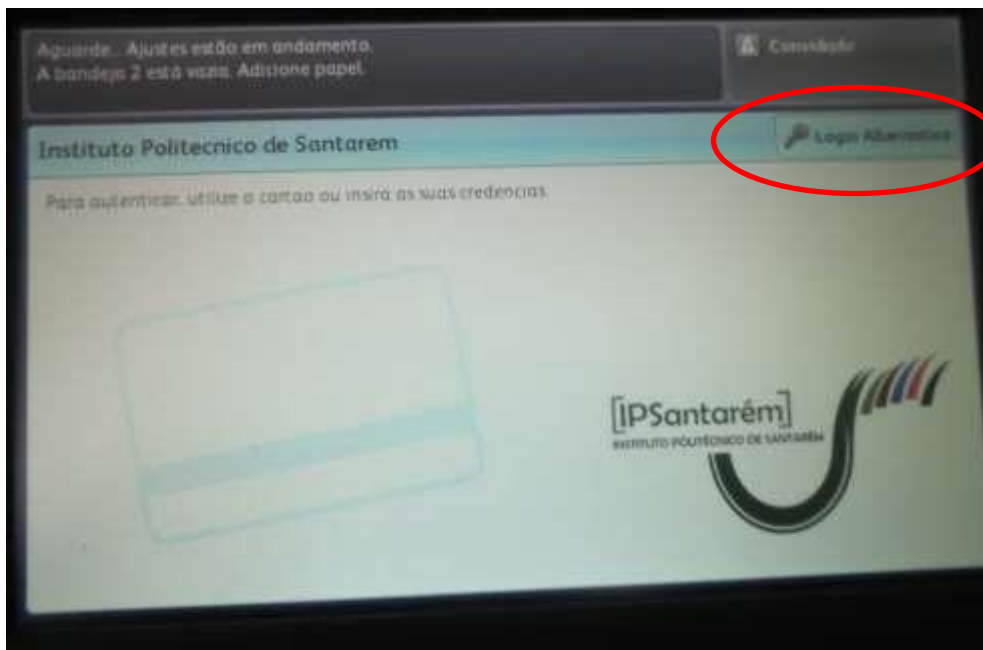 Aguarde... Ajustes estão em andamento.
A bandeja 2 está vazia. Adicione papel.
Convidado
Instituto Politecnico de Santarem
Login Alternativo
Para autenticar, utilize o cartao ou insira as suas credencias
[IPSantarém]
INSTITUTO POLITÉCNICO DE SANTARÉM